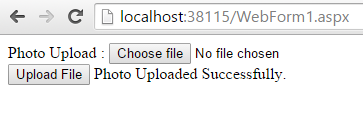 localhost:38115/WebForm1.aspx
Photo Upload : Choose file No file chosen
Upload File Photo Uploaded Successfully.